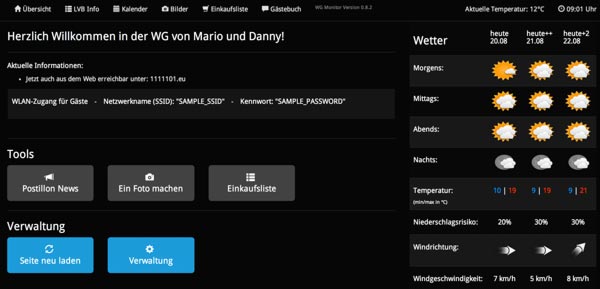 Übersicht LVB Info Kalender Bilder Einkaufsliste Gästebuch WG Monitor Version 0.8.2 Aktuelle Temperatur: 12°C 09:01 Uhr
Herzlich Willkommen in der WG von Mario und Danny!
Aktuelle Informationen:
Jetzt auch aus dem Web erreichbar unter: 1111101.eu
WLAN-Zugang für Gäste - Netzwerkname (SSID): "SAMPLE_SSID" - Kennwort: "SAMPLE_PASSWORD"
Tools
Postillon News Ein Foto machen Einkaufsliste
Verwaltung
Seite neu laden Verwaltung
Wetter heute heute++ heute+2
20.08 21.08 22.08
Morgens:
Mittags:
Abends:
Nachts:
Temperatur: 10 | 19 9 | 19 9 | 21
(min/max in °C)
Niederschlagsrisiko: 20% 30% 30%
Windrichtung:
Windgeschwindigkeit: 7 km/h 5 km/h 8 km/h